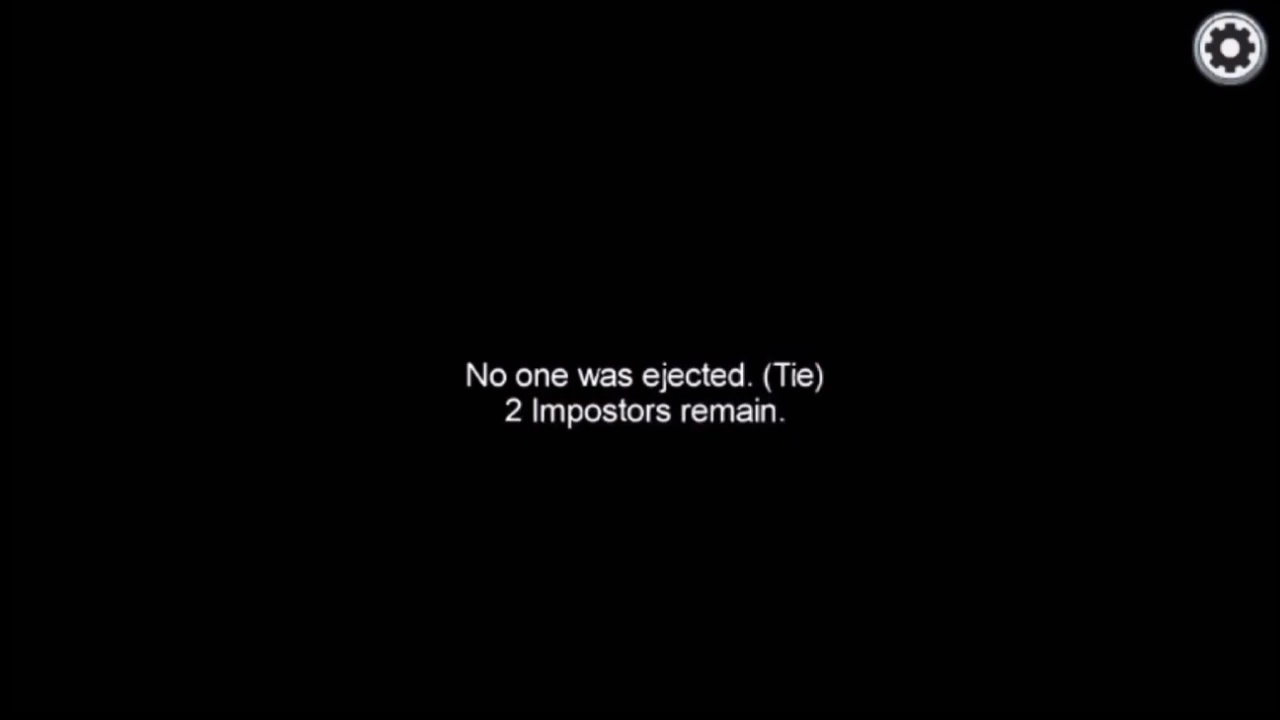 No one was ejected. (Tie)
2 Impostors remain.